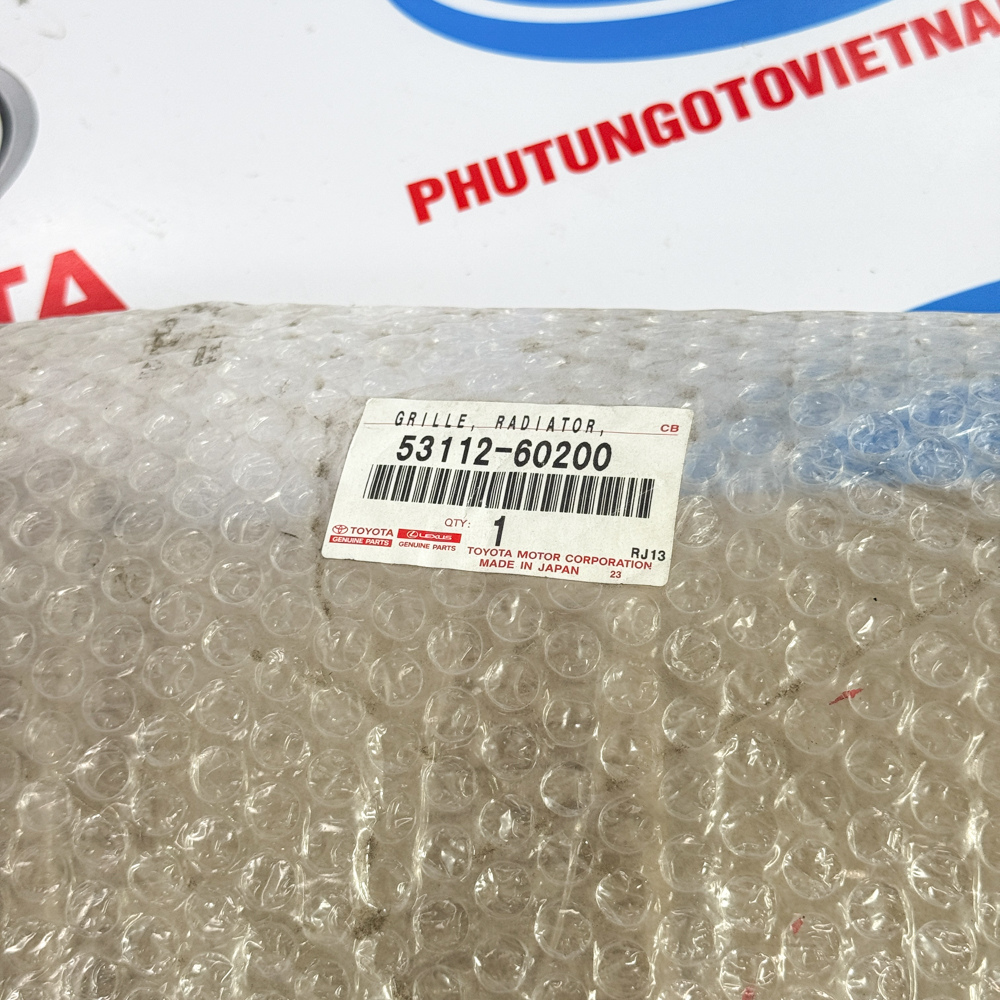 PHUTUNGOTOVIETNA
TA
GRILLE, RADIATOR,
CB
53112-60200
QTY: 1
TOYOTA
GENUINE PARTS
LEXUS
GENUINE PARTS
RJ13
TOYOTA MOTOR CORPORATION
MADE IN JAPAN 23